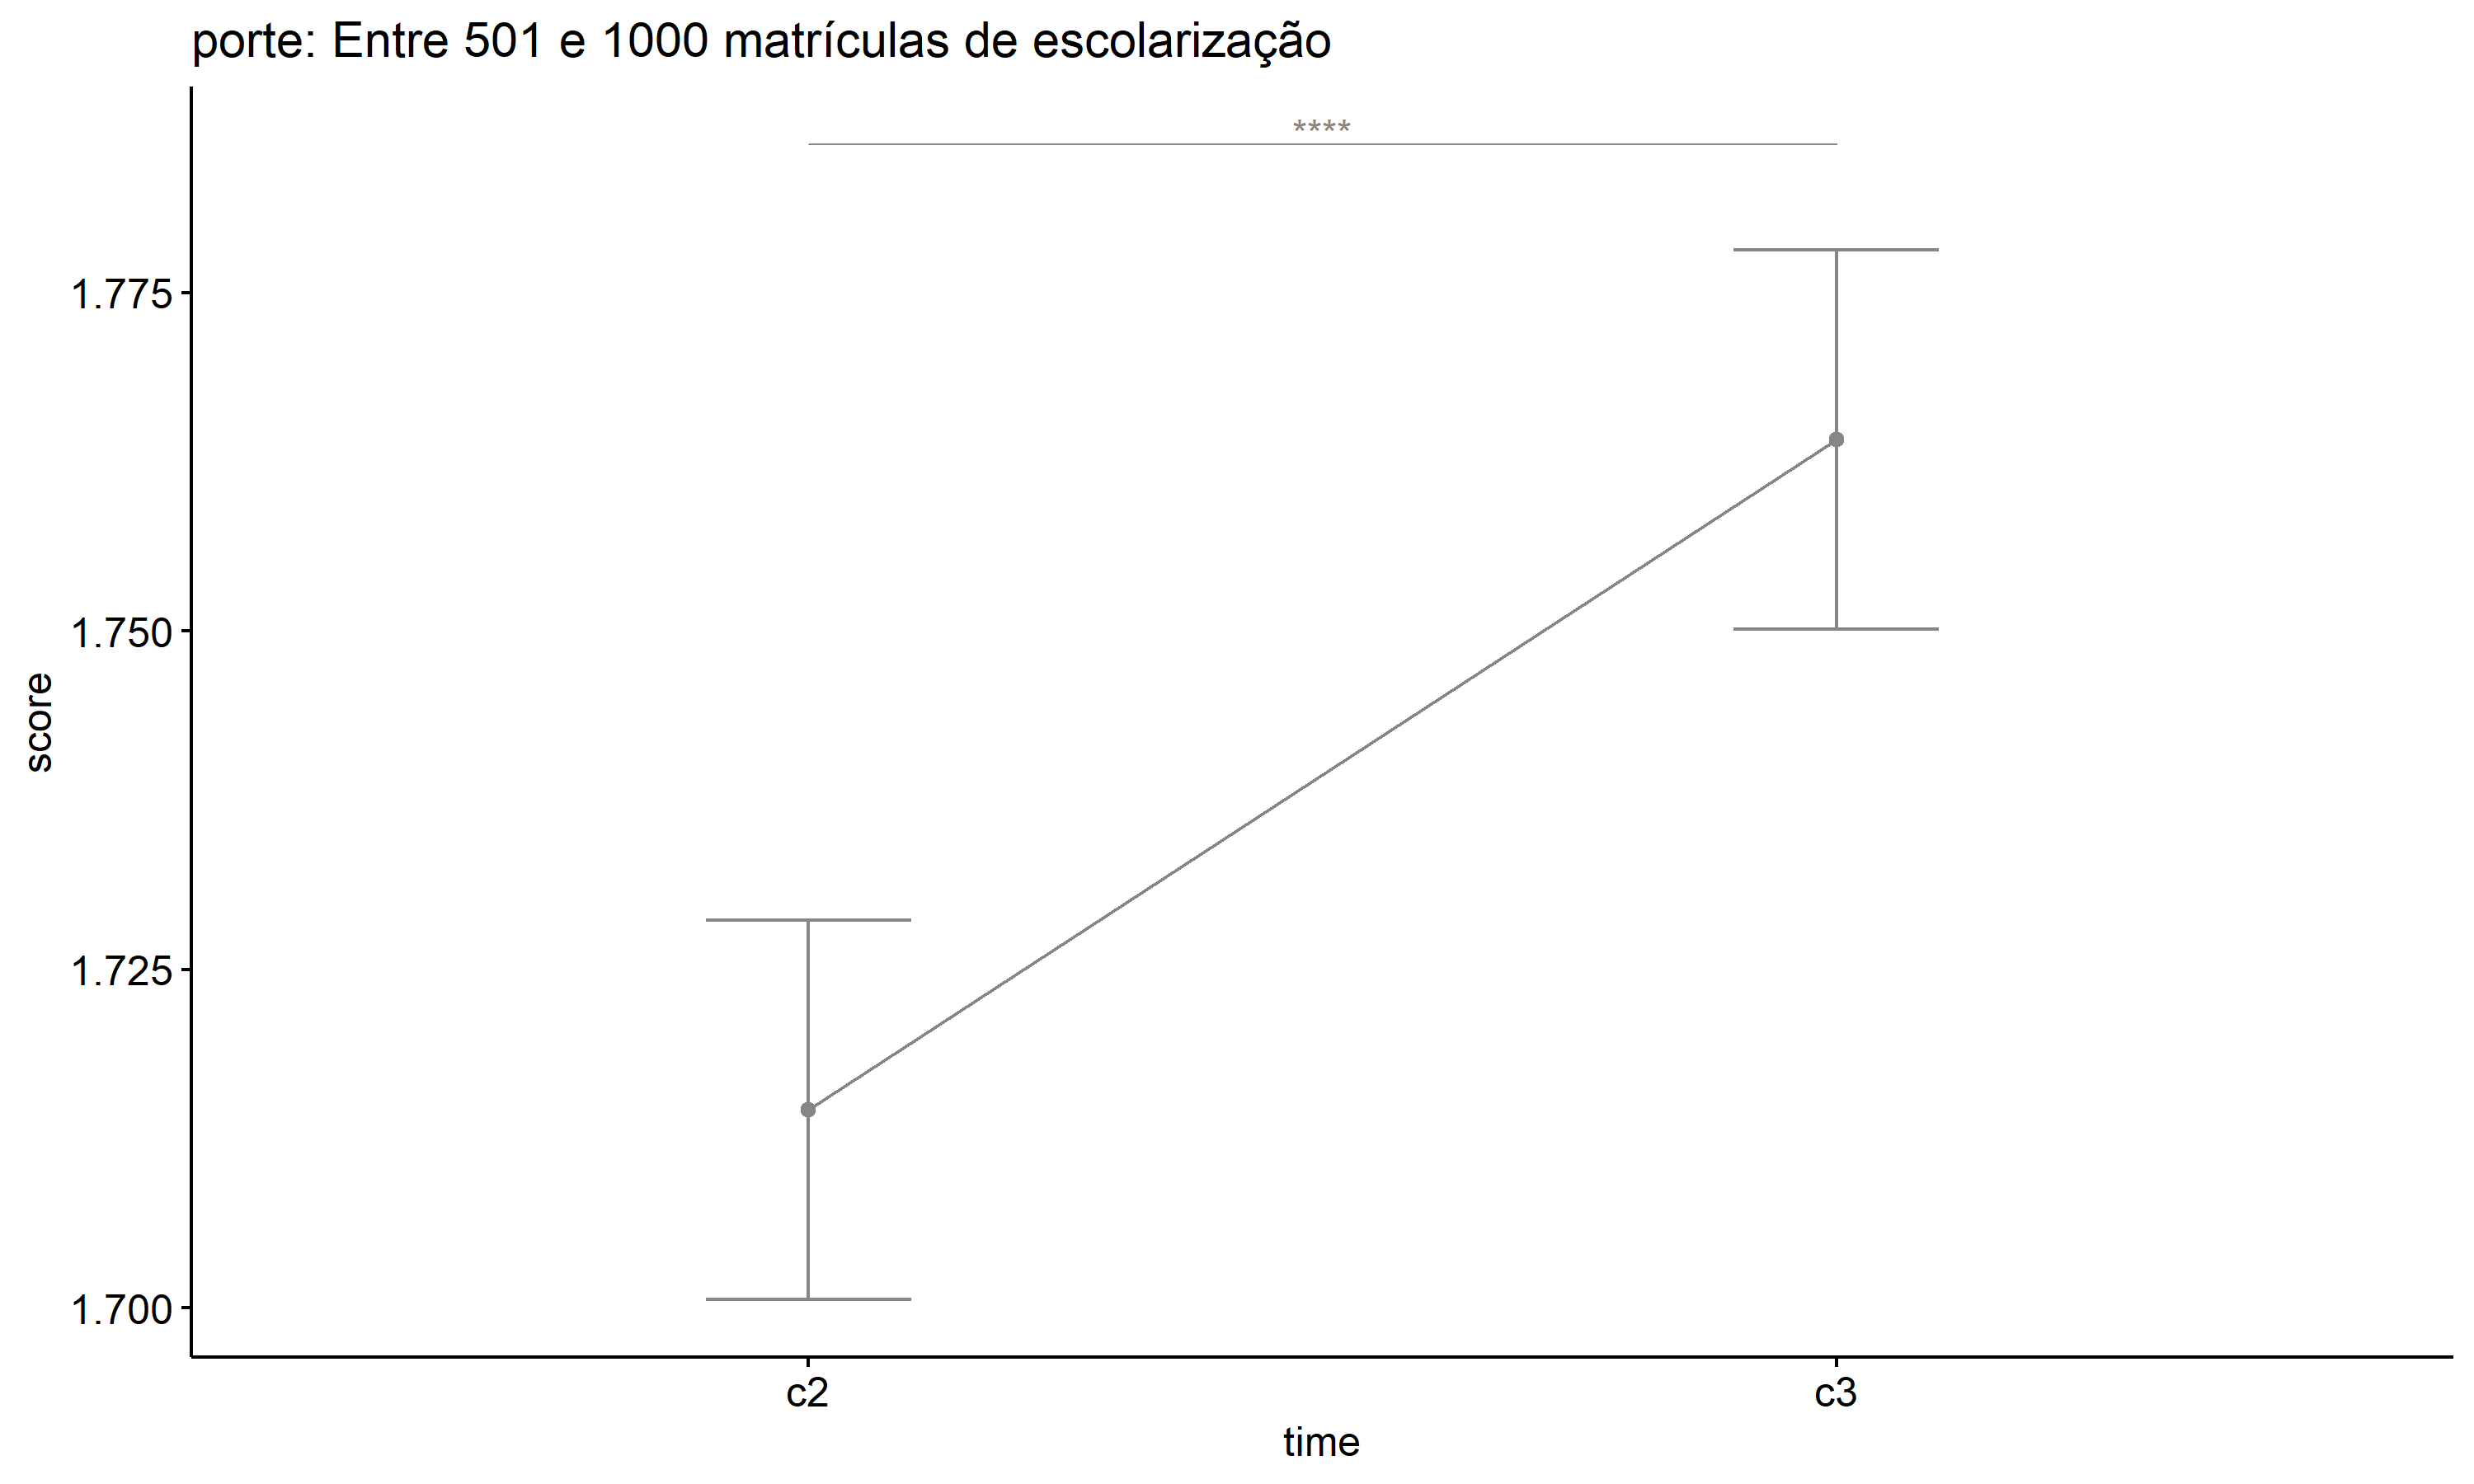 porte: Entre 501 e 1000 matrículas de escolarização
****
1.775
1.750
1.725
1.700
score
c2 c3
time